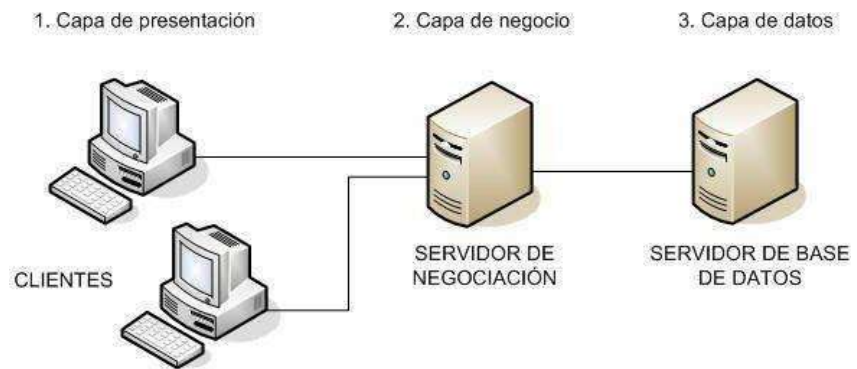 1. Capa de presentación
2. Capa de negocio
3. Capa de datos
CLIENTES
SERVIDOR DE
NEGOCIACIÓN
SERVIDOR DE BASE
DE DATOS